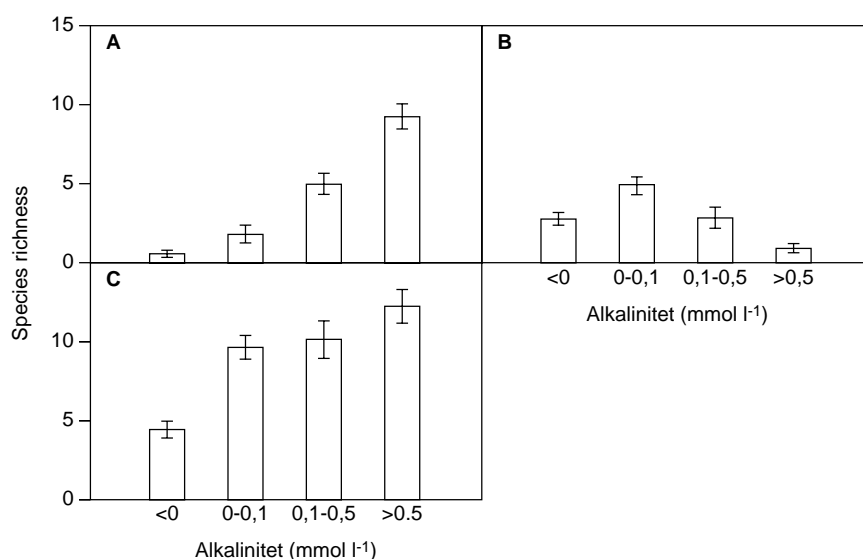 15
A
B
10
5
0
<0
0-0,1
0,1-0,5
>0,5
Alkalinitet (mmol l-1)
Species richness
C
10
5
0
<0
0-0,1
0,1-0,5
>0.5
Alkalinitet (mmol l-1)